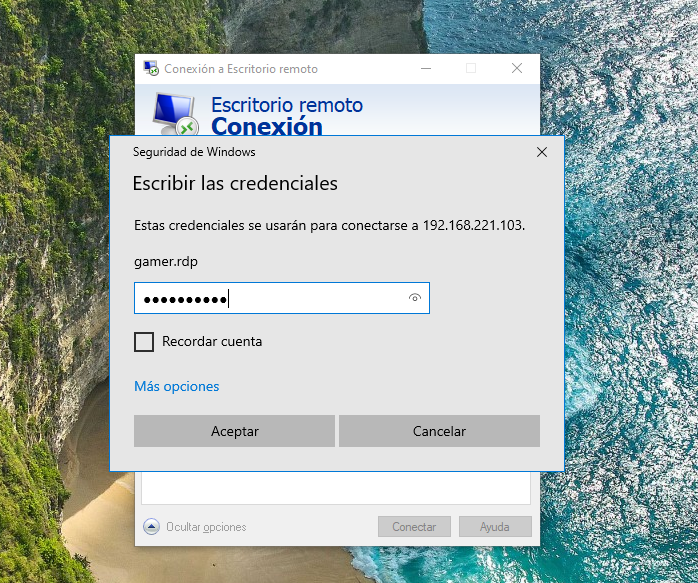 Conexión a Escritorio remoto
Escritorio remoto
Conexión
Seguridad de Windows
Escribir las credenciales
Estas credenciales se usarán para conectarse a 192.168.221.103.
gamer.rdp
●●●●●●●●●●
Recordar cuenta
Más opciones
Aceptar
Cancelar
Ocultar opciones
Conectar
Ayuda